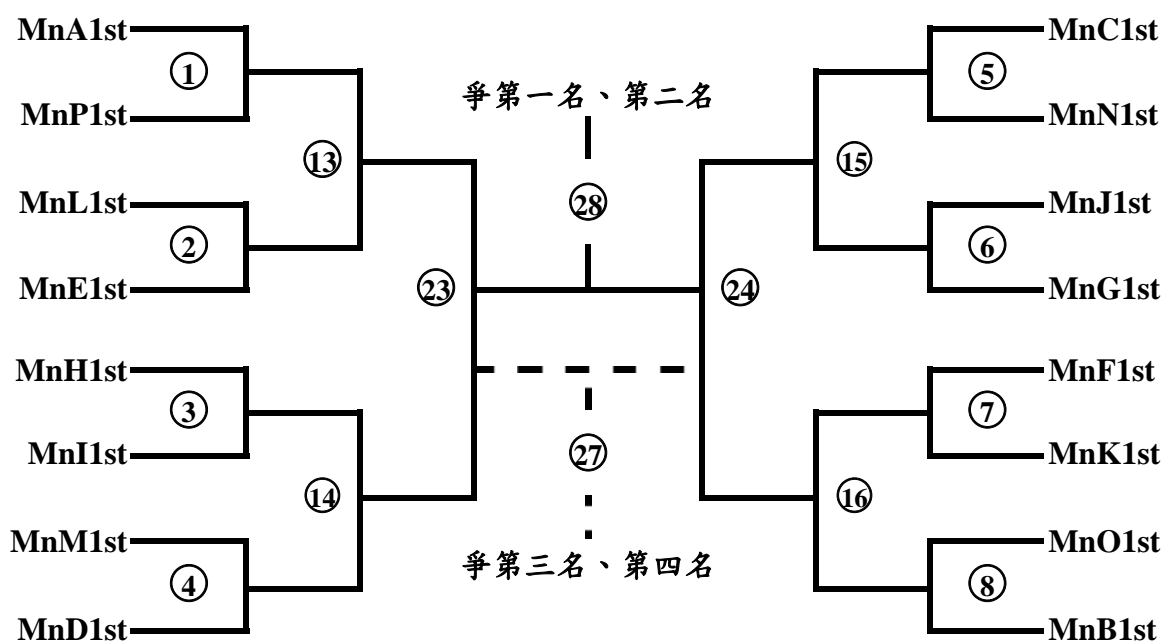 MnA1st
①
MnP1st
⑬
MnL1st
②
MnE1st
㉓
MnH1st
③
MnI1st
⑭
MnM1st
④
MnD1st
爭第一名、第二名
㉘
㉗
爭第三名、第四名
MnC1st
⑤
MnN1st
⑮
MnJ1st
⑥
MnG1st
㉔
MnF1st
⑦
MnK1st
⑯
MnO1st
⑧
MnB1st